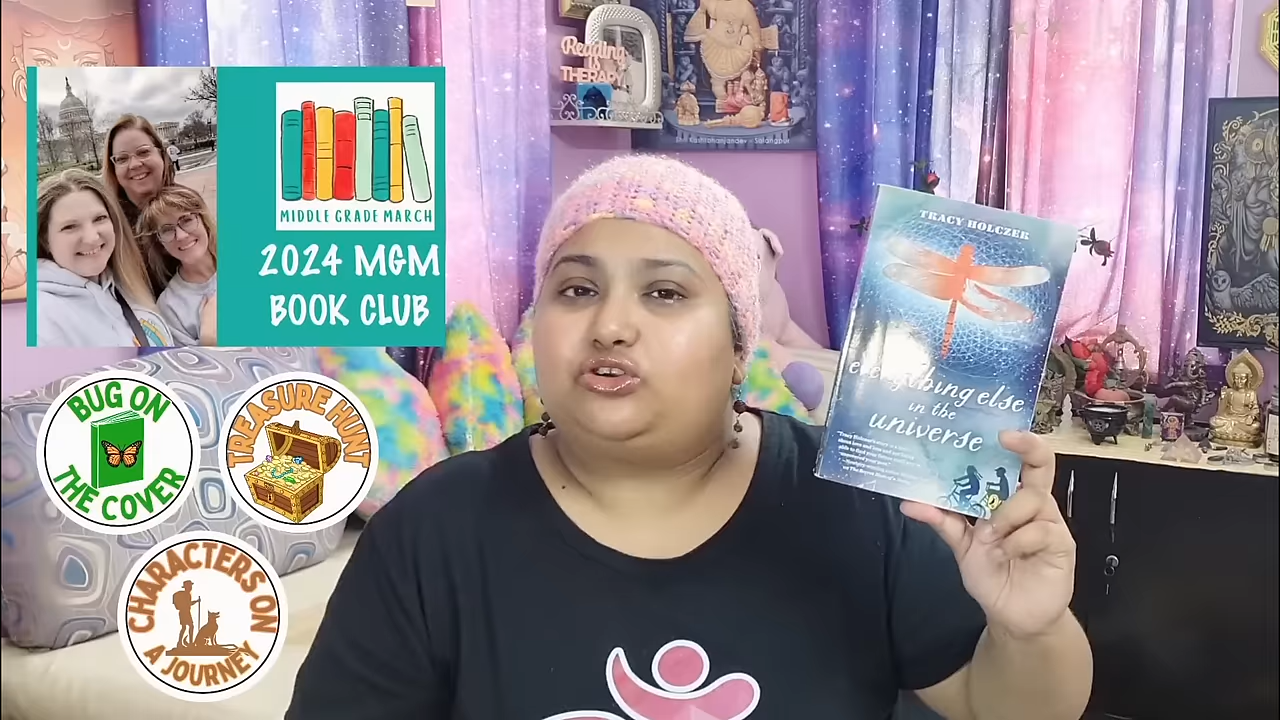 MIDDLE GRADE MARCH
2024 MGM
BOOK CLUB
BUG ON
THE COVER
TREASURE HUNT
CHARACTERS ON
A JOURNEY
Reading
is
THERAPY
TRACY HOLCZER
everything else
in the
universe